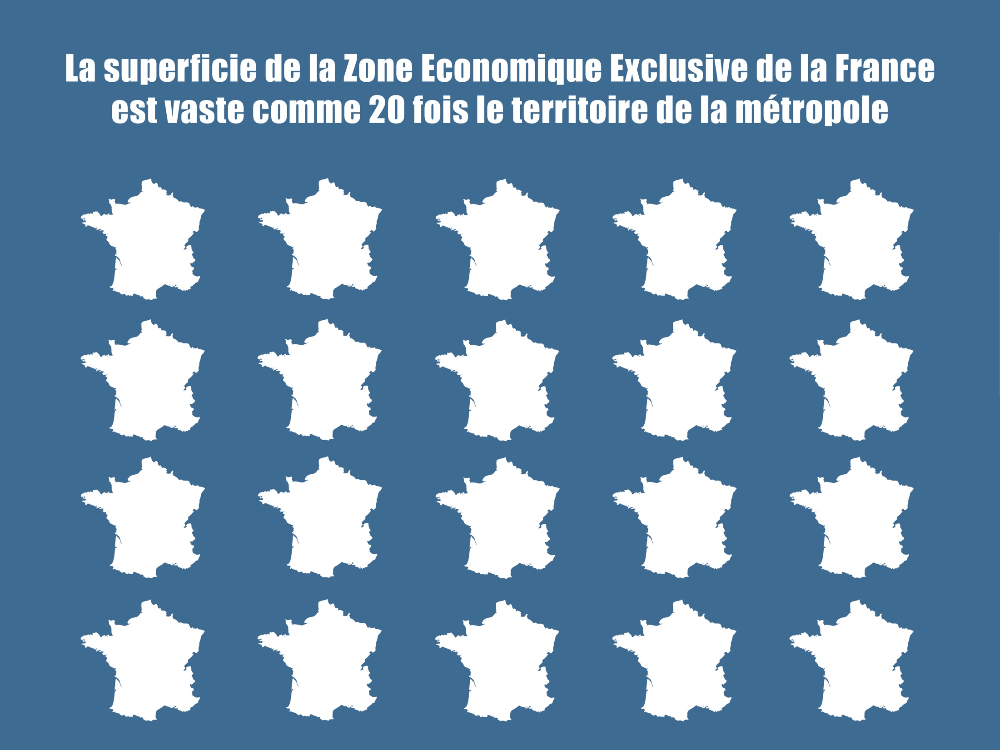 La superficie de la Zone Economique Exclusive de la France
est vaste comme 20 fois le territoire de la métropole